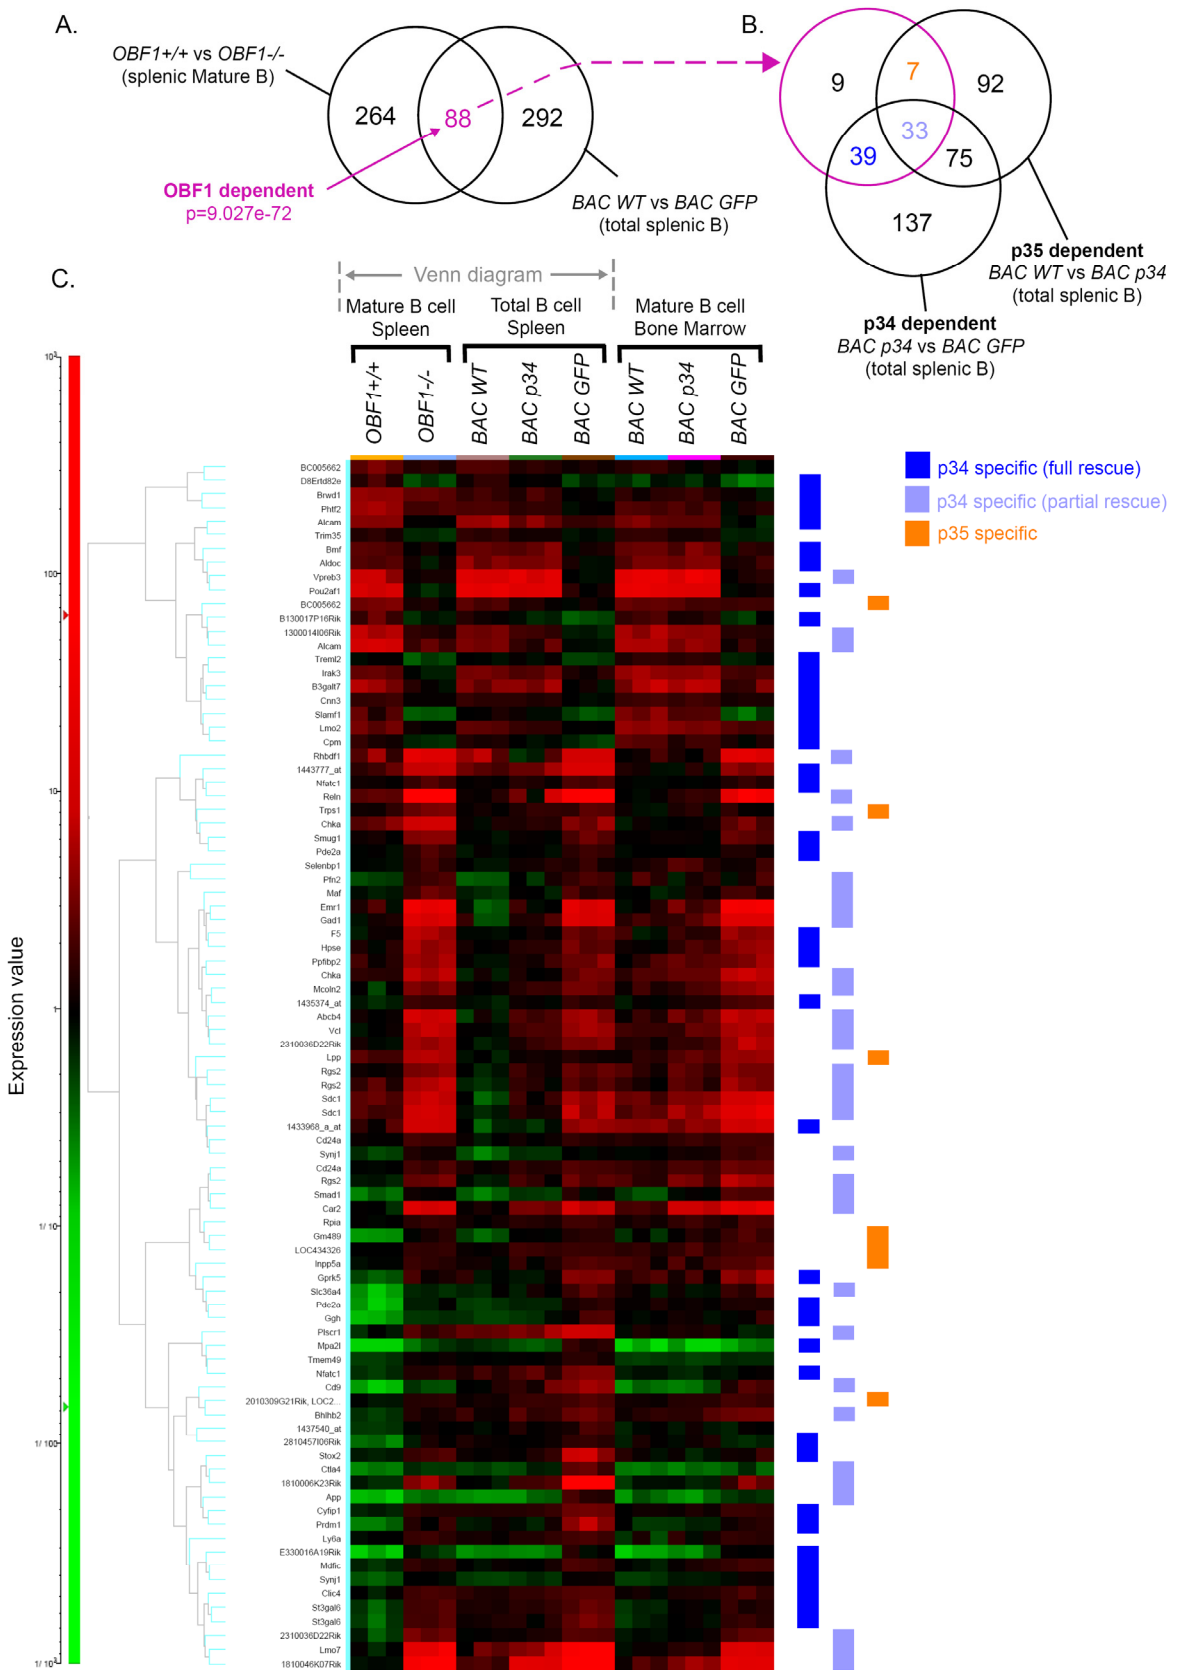 A.
OBF1+/+ vs OBF1-/-
(splenic Mature B)
264
88
292
OBF1 dependent
p=9.027e-72
BAC WT vs BAC GFP
(total splenic B)
B.
9
7
92
33
39
75
137
p35 dependent
BAC WT vs BAC p34
(total splenic B)
p34 dependent
BAC p34 vs BAC GFP
(total splenic B)
C.
Venn diagram
Mature B cell
Spleen
Total B cell
Spleen
Mature B cell
Bone Marrow
OBF1+/+
OBF1-/-
BAC WT
BAC p34
BAC GFP
BAC WT
BAC p34
BAC GFP
p34 specific (full rescue)
p34 specific (partial rescue)
p35 specific
Expression value
10³
100
10
1
1/ 10
1/ 100
1/ 10³
BC005662
D8Ertd82e
Brwd1
Phtf2
Alcam
Trim35
Bmf
Aldoc
Vpreb3
Pou2af1
BC005662
B130017P16Rik
1300014I06Rik
Alcam
Treml2
Irak3
B3galt7
Cnn3
Slamf1
Lmo2
Cpm
Rhbdf1
1443777_at
Nfatc1
Reln
Trps1
Chka
Smug1
Pde2a
Selenbp1
Pfn2
Maf
Emr1
Gad1
F5
Hpse
Ppfibp2
Chka
Mcoln2
1435374_at
Abcb4
Vcl
2310036D22Rik
Lpp
Rgs2
Rgs2
Sdc1
Sdc1
1433968_a_at
Cd24a
Synj1
Cd24a
Rgs2
Smad1
Car2
Rpia
Gm489
LOC434326
Inpp5a
Gprk5
Slc36a4
Pdc2a
Ggh
Plscr1
Mpa2l
Tmem49
Nfatc1
Cd9
2010309G21Rik, LOC2...
Bhlhb2
1437540_at
2810457I06Rik
Stox2
Ctla4
1810006K23Rik
App
Cyfip1
Prdm1
Ly6a
E330016A19Rik
Mdfic
Synj1
Clic4
St3gal6
St3gal6
2310036D22Rik
Lmo7
1810046K07Rik